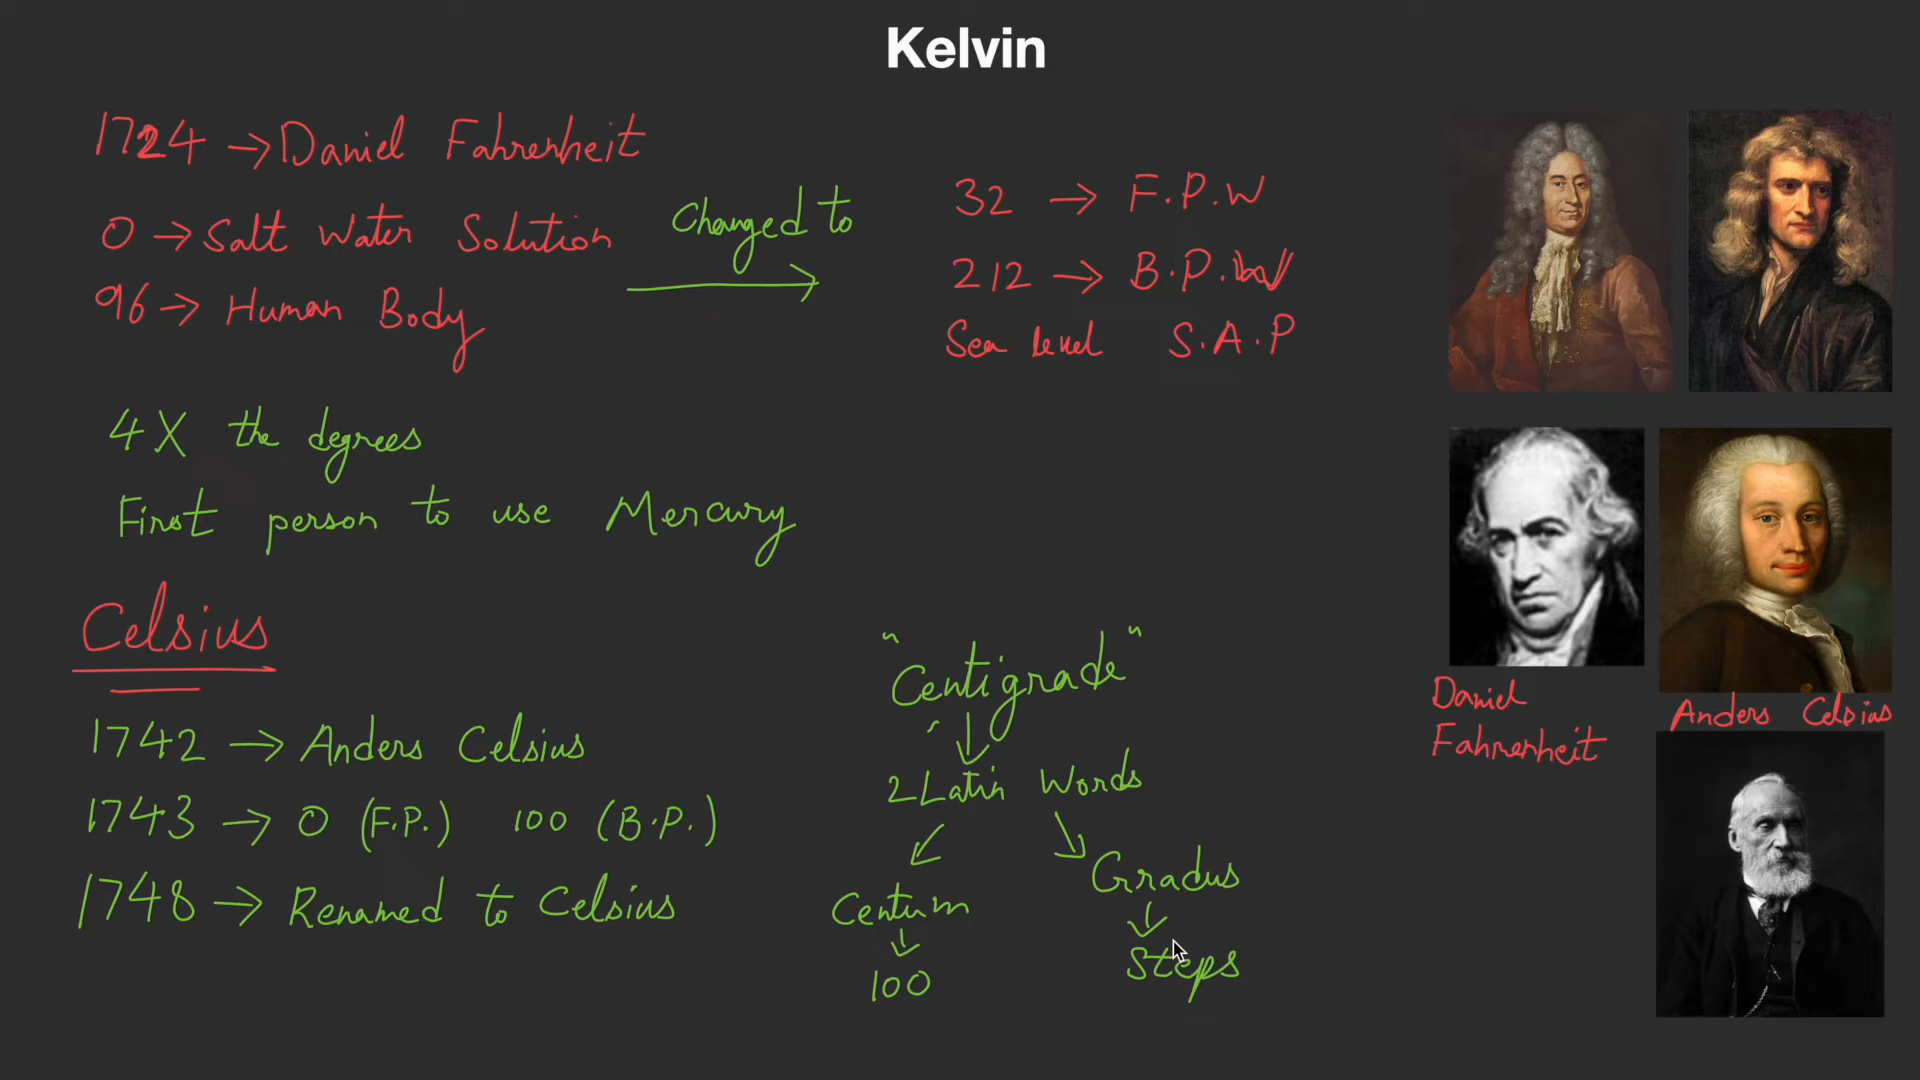 Kelvin
1724 → Daniel Fahrenheit
0 → Salt Water Solution
96 → Human Body
Changed to
32 → F.P.W
212 → B.P.W
Sea level S.A.P
4X the degrees
First person to use Mercury
Celsius
1742 → Anders Celsius
1743 → 0 (F.P.) 100 (B.P.)
1748 → Renamed to Celsius
"Centigrade"
2 Latin Words
Centum
100
Gradus
Steps
Daniel
Fahrenheit
Anders Celsius